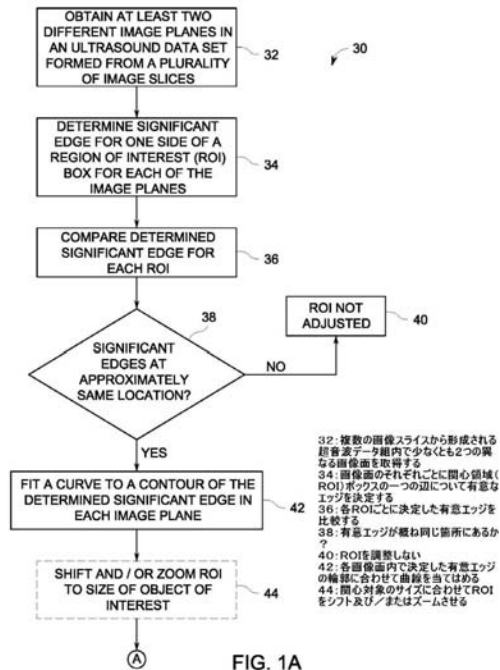 OBTAIN AT LEAST TWO
DIFFERENT IMAGE PLANES IN
AN ULTRASOUND DATA SET
FORMED FROM A PLURALITY
OF IMAGE SLICES
32
30
DETERMINE SIGNIFICANT
EDGE FOR ONE SIDE OF A
REGION OF INTEREST (ROI)
BOX FOR EACH OF THE
IMAGE PLANES
34
COMPARE DETERMINED
SIGNIFICANT EDGE FOR
EACH ROI
36
38
SIGNIFICANT
EDGES AT
APPROXIMATELY
SAME LOCATION?
NO
ROI NOT
ADJUSTED
40
YES
FIT A CURVE TO A CONTOUR OF
THE DETERMINED SIGNIFICANT EDGE IN
EACH IMAGE PLANE
42
SHIFT AND / OR ZOOM ROI
TO SIZE OF OBJECT OF
INTEREST
44
A
32:複数の画像スライスから形成される
超音波データ組内で少なくとも2つの異
なる画像面を取得する
34:画像面のそれぞれごとに関心領域(
ROI)ボックスの一つの辺について有意な
エッジを決定する
36:各ROIごとに決定した有意エッジを
比較する
38:有意エッジが概ね同じ箇所にあるか
?
40:ROIを調整しない
42:各画像面内で決定した有意エッジ
の輪郭に合わせて曲線を当てはめる
44:関心対象のサイズに合わせてROI
をシフト及び/またはズームさせる
FIG. 1A